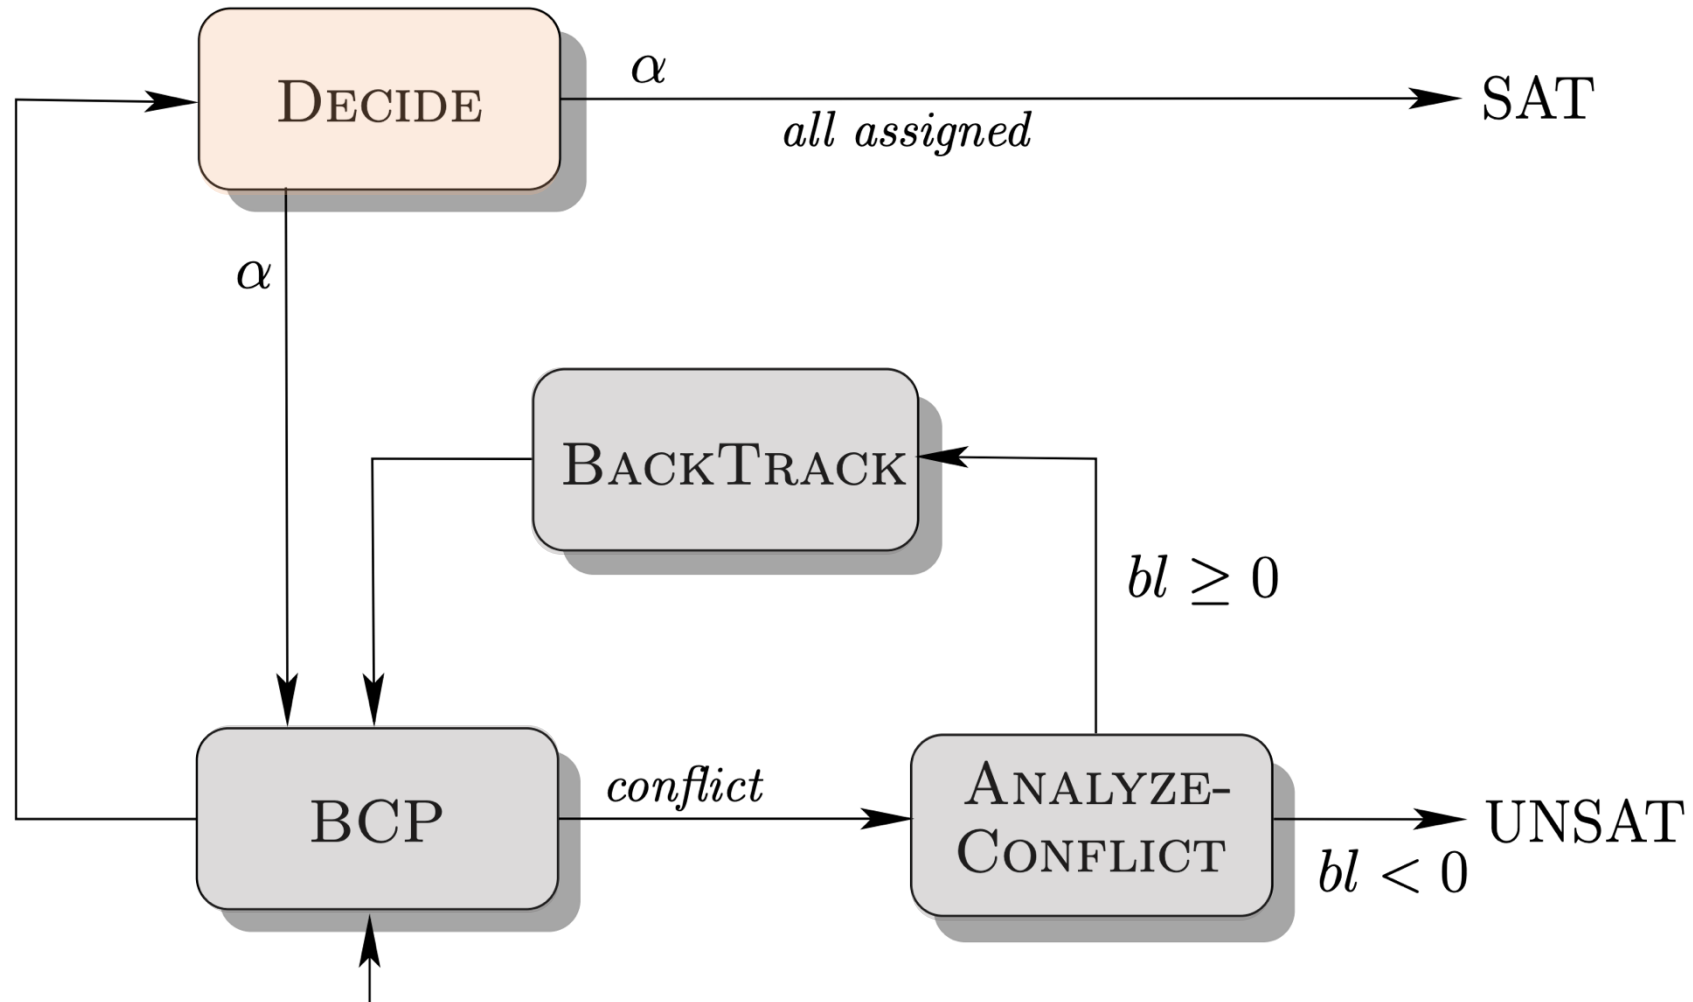 α
DECIDE
SAT
all assigned
α
BACKTRACK
bl ≥ 0
conflict
ANALYZE-
CONFLICT
BCP
UNSAT
bl < 0